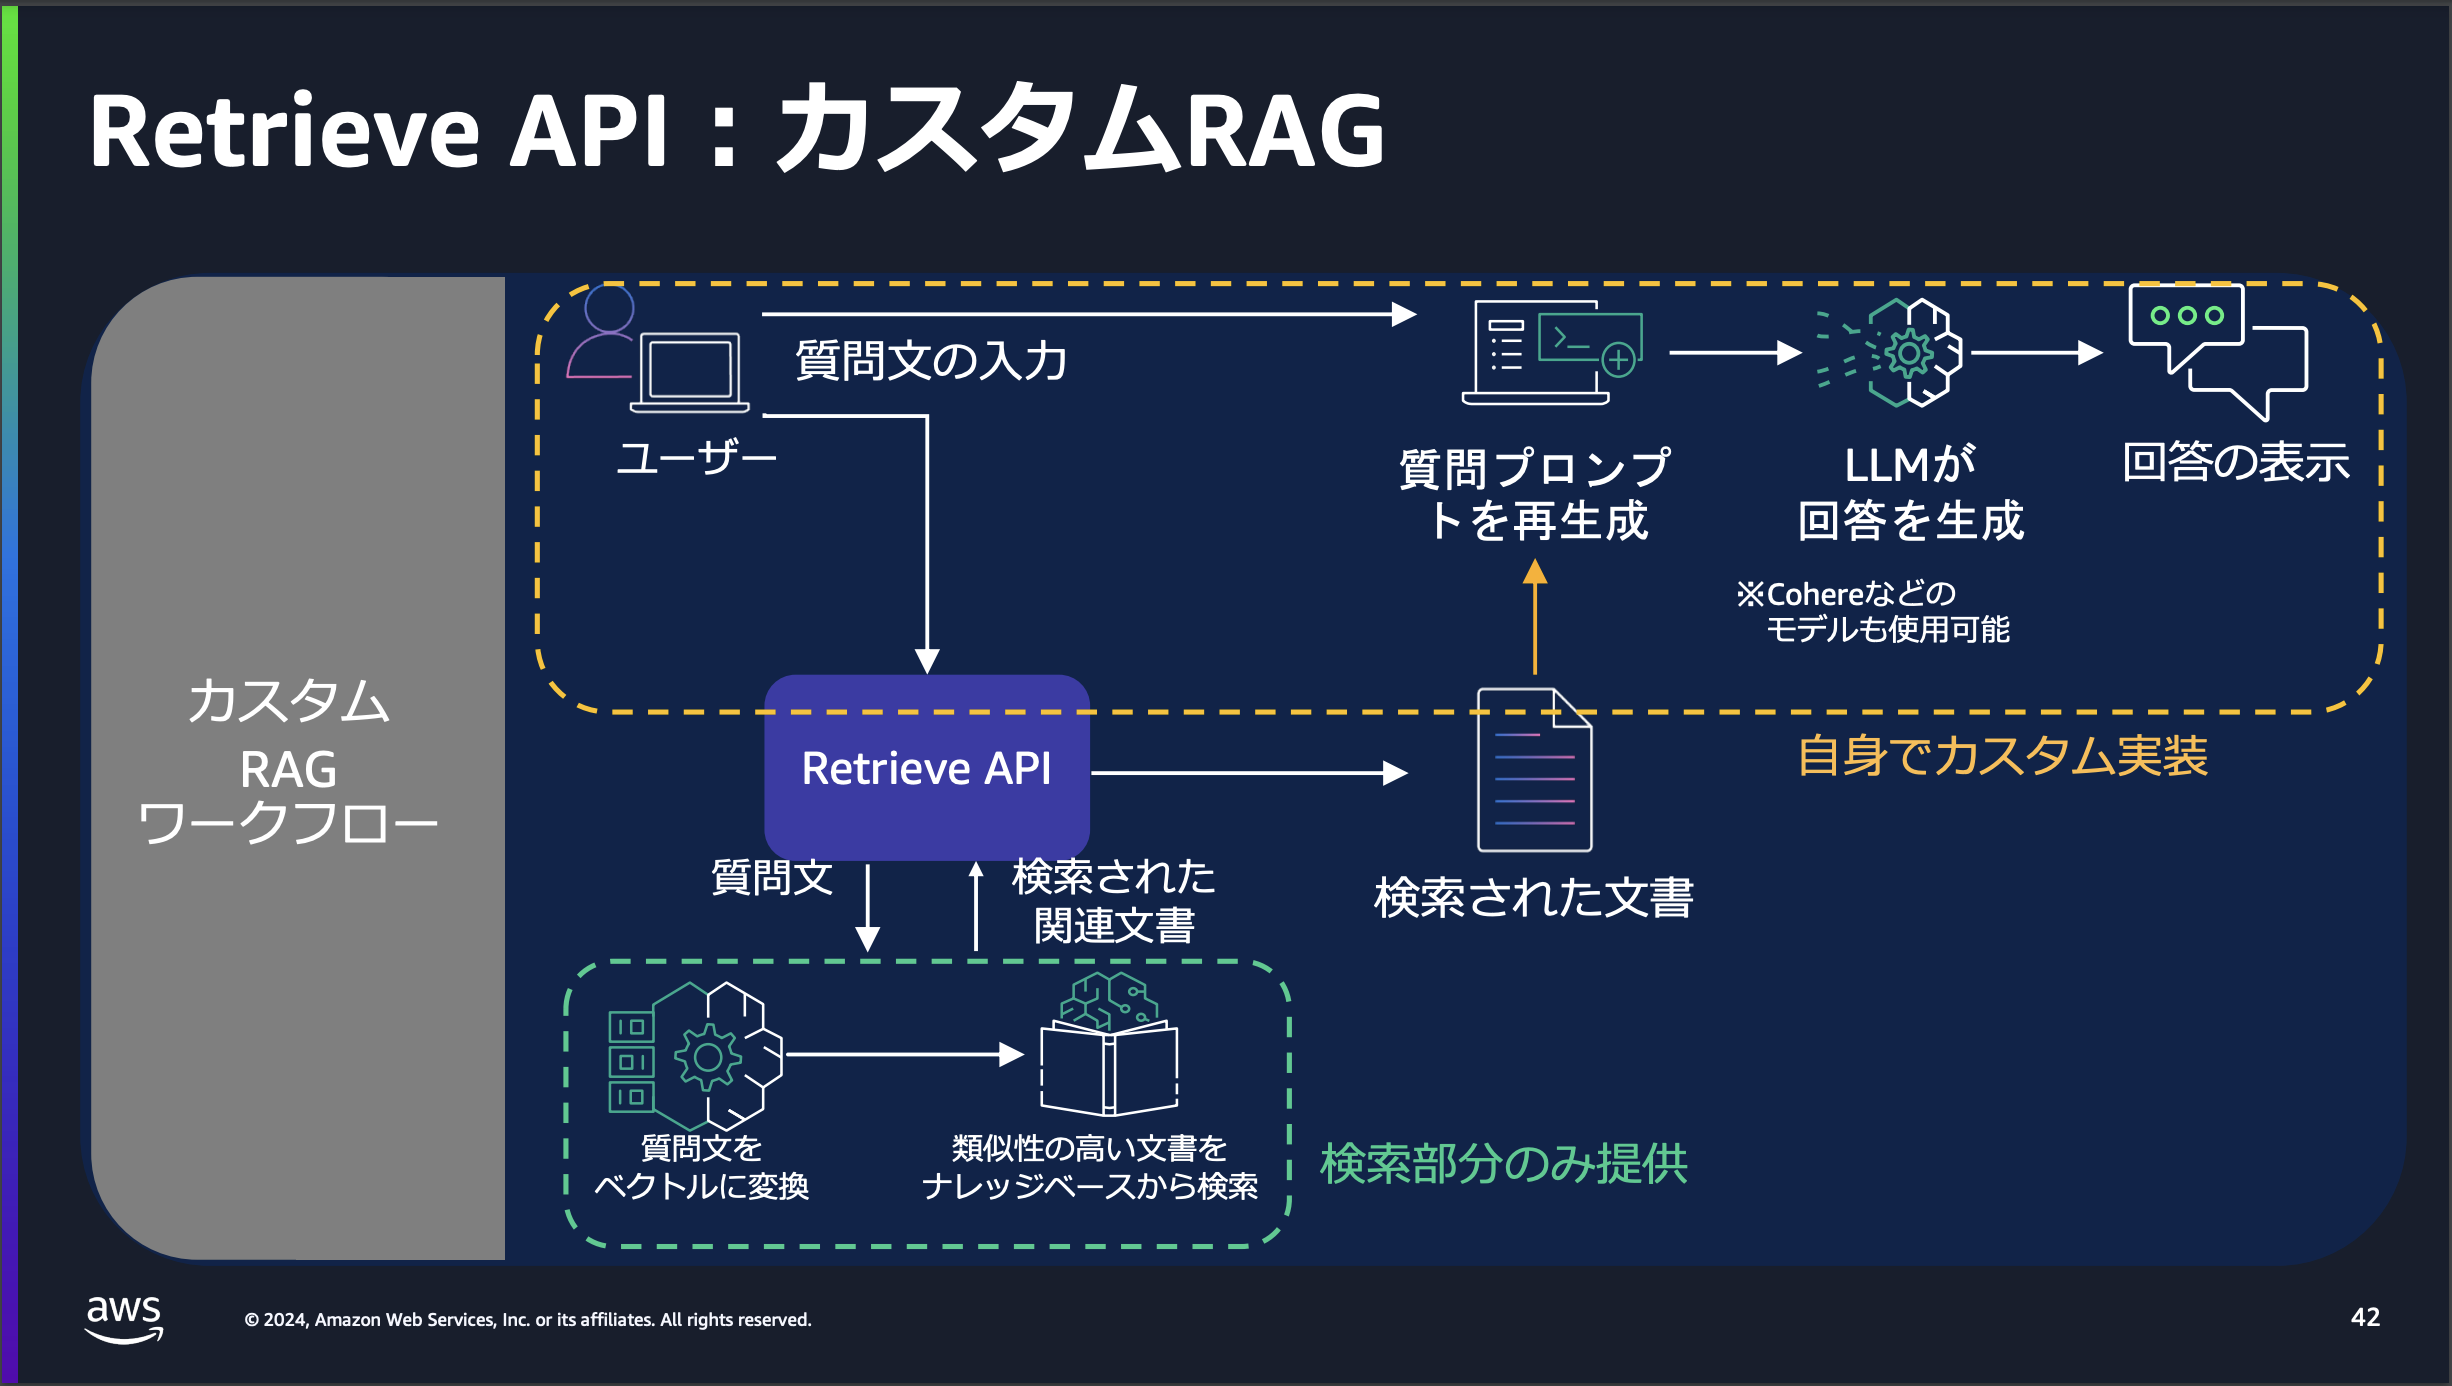 Retrieve API：カスタムRAG
カスタム
RAG
ワークフロー
ユーザー
質問文の入力
質問プロンプ
トを再生成
LLMが
回答を生成
※Cohereなどの
モデルも使用可能
回答の表示
Retrieve API
自身でカスタム実装
質問文
検索された
関連文書
検索された文書
質問文を
ベクトルに変換
類似性の高い文書を
ナレッジベースから検索
検索部分のみ提供
aws
© 2024, Amazon Web Services, Inc. or its affiliates. All rights reserved.
42